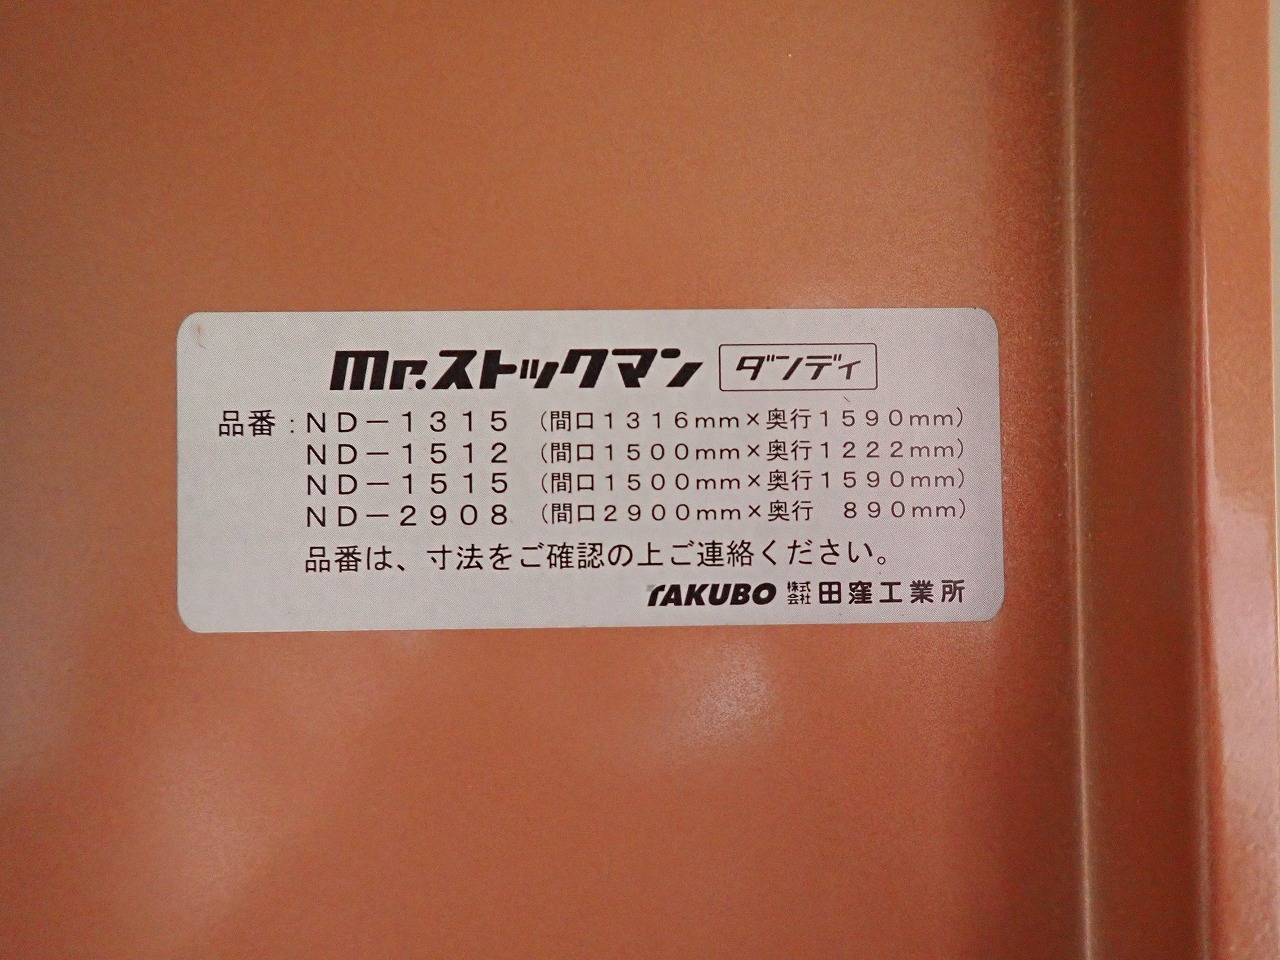 Mr.ストックマン ダンディ
品番：ＮＤ－１３１５ （間口１３１６mm×奥行１５９０mm）
ＮＤ－１５１２ （間口１５００mm×奥行１２２２mm）
ＮＤ－１５１５ （間口１５００mm×奥行１５９０mm）
ＮＤ－２９０８ （間口２９００mm×奥行　８９０mm）
品番は、寸法をご確認の上ご連絡ください。
TAKUBO 株式会社 田窪工業所